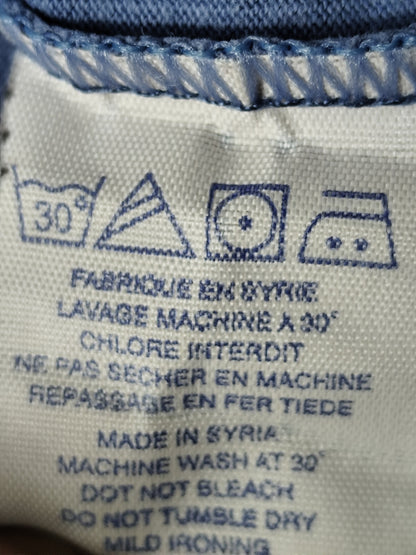 30°
FABRIQUE EN SYRIE
LAVAGE MACHINE A 30°
CHLORE INTERDIT
NE PAS SECHER EN MACHINE
REPASSAGE EN FER TIEDE
MADE IN SYRIA
MACHINE WASH AT 30°
DOT NOT BLEACH
DO NOT TUMBLE DRY
MILD IRONING